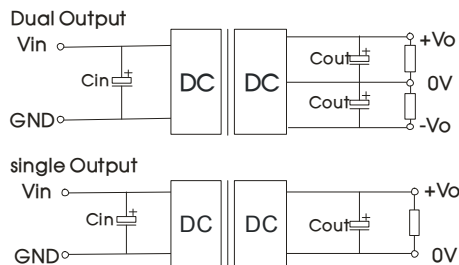 Dual Output
Vin
+
Cin
DC
DC
Cout
+
Cout
+
+Vo
0V
-Vo
GND
single Output
Vin
+
Cin
DC
DC
Cout
+
+Vo
0V
GND